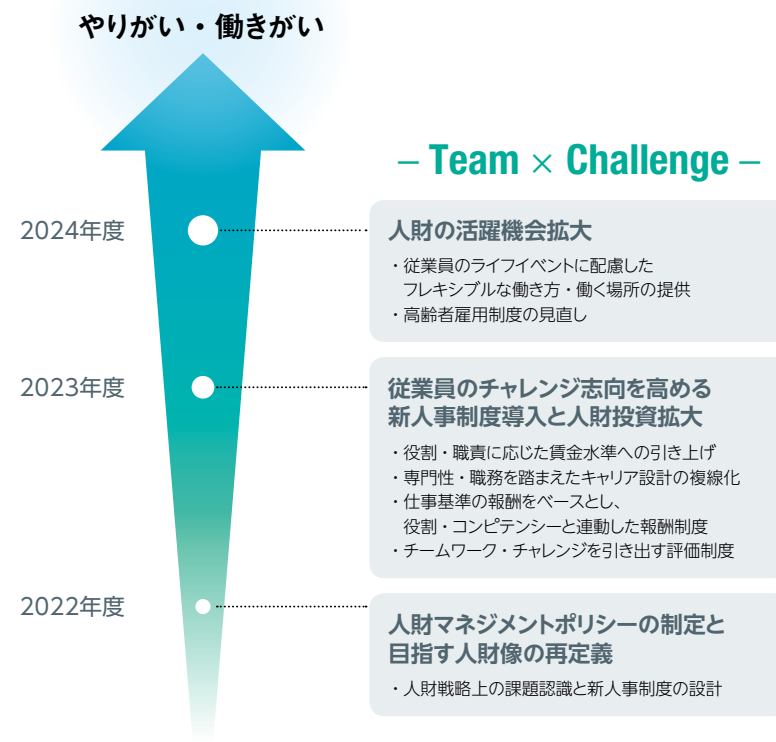 やりがい・働きがい
– Team × Challenge –
2024年度
人財の活躍機会拡大
・従業員のライフイベントに配慮した
フレキシブルな働き方・働く場所の提供
・高齢者雇用制度の見直し
2023年度
従業員のチャレンジ志向を高める
新人事制度導入と人財投資拡大
・役割・職責に応じた賃金水準への引き上げ
・専門性・職務を踏まえたキャリア設計の複線化
・仕事基準の報酬をベースとし、
役割・コンピテンシーと連動した報酬制度
・チームワーク・チャレンジを引き出す評価制度
2022年度
人財マネジメントポリシーの制定と
目指す人財像の再定義
・人財戦略上の課題認識と新人事制度の設計